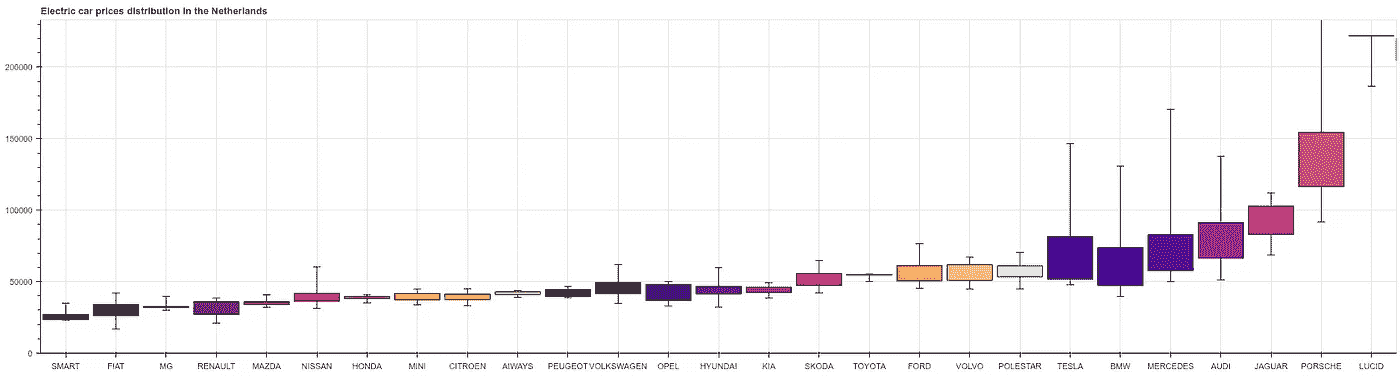 Electric car prices distribution in the Netherlands
200000
150000
100000
50000
0
SMART FIAT MG RENAULT MAZDA NISSAN HONDA MINI CITROEN AIWAYS PEUGEOT VOLKSWAGEN OPEL HYUNDAI KIA SKODA TOYOTA FORD VOLVO POLESTAR TESLA BMW MERCEDES AUDI JAGUAR PORSCHE LUCID